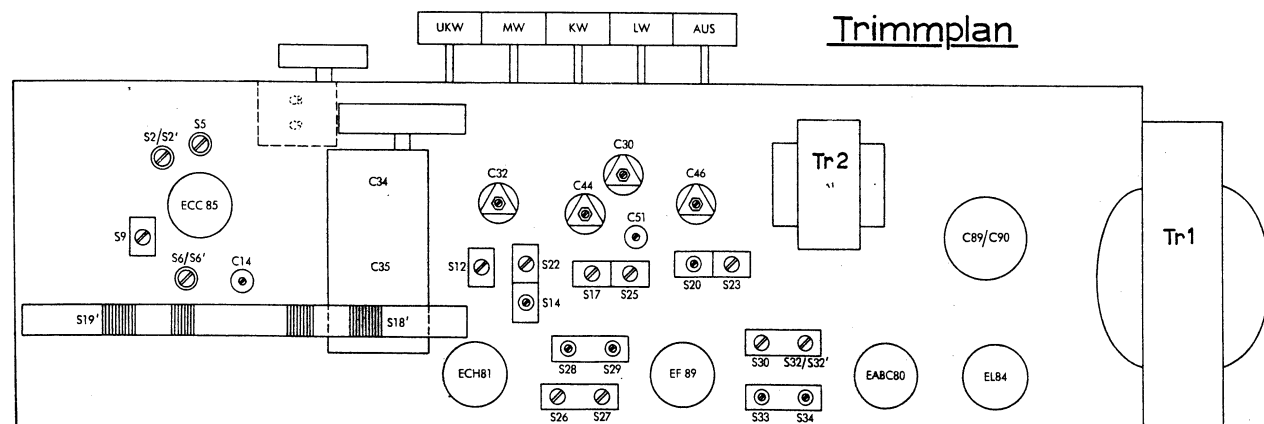 UKW MW KW LW AUS
Trimmplan
C8
C9
S2/S2' S5
ECC 85
S9
S6/S6' C14
S19' S18'
C34
C35
C32 C44 C30 C46
C51
S12 S22
S14
S17 S25
S20 S23
Tr2
C89/C90
Tr1
ECH81
S28 S29
S26 S27
EF 89
S30 S32/S32'
S33 S34
EABC80
EL84